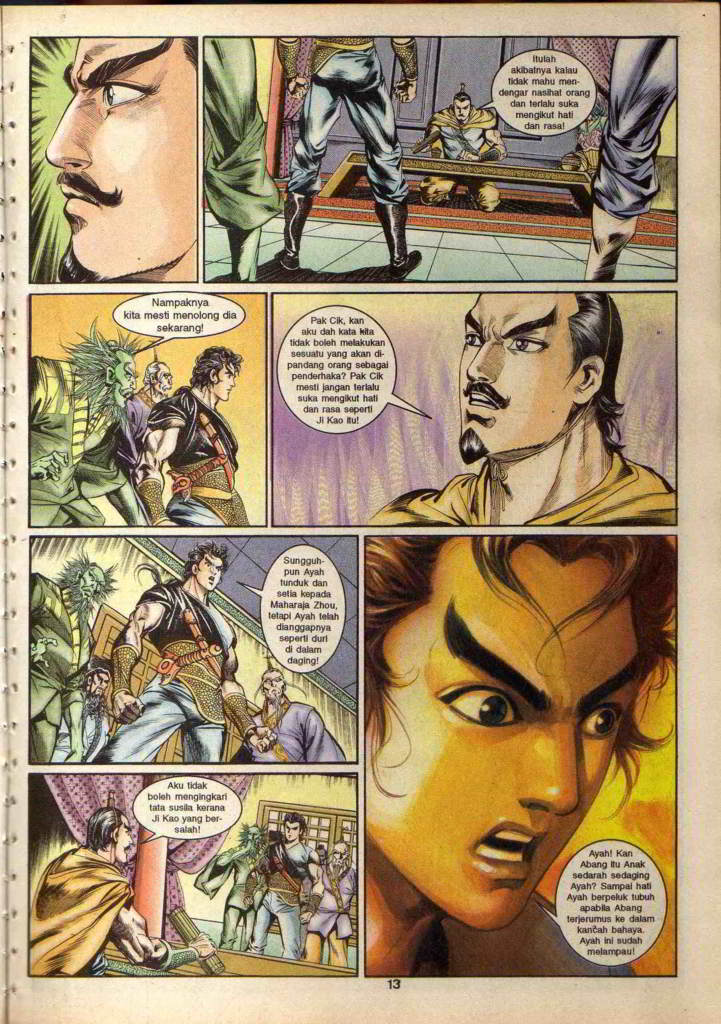 Itulah
akibatnya kalau
tidak mahu men-
dengar nasihat orang
dan terlalu suka
mengikut hati
dan rasa!
Nampaknya
kita mesti menolong dia
sekarang!
Pak Cik, kan
aku dah kata kita
tidak boleh melakukan
sesuatu yang akan di-
pandang orang sebagai
penderhaka? Pak Cik
mesti jangan terlalu
suka mengikut hati
dan rasa seperti
Ji Kao itu!
Sungguh-
pun Ayah
tunduk dan
setia kepada
Maharaja Zhou,
tetapi Ayah telah
dianggapnya
seperti duri
di dalam
daging!
Aku tidak
boleh mengingkari
tata susila kerana
Ji Kao yang ber-
salah!
Ayah! Kan
Abang itu Anak
sedarah sedaging
Ayah? Sampai hati
Ayah berpeluk tubuh
apabila Abang
terjerumus ke dalam
kancah bahaya.
Ayah ini sudah
melampau!
13